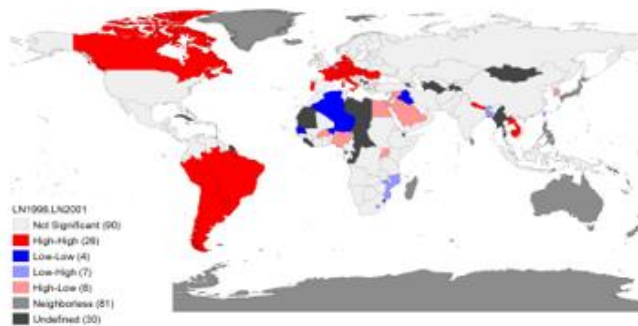 LN1996,LN2001
Not Significant (90)
High-High (26)
Low-Low (4)
Low-High (7)
High-Low (8)
Neighborless (81)
Undefined (30)